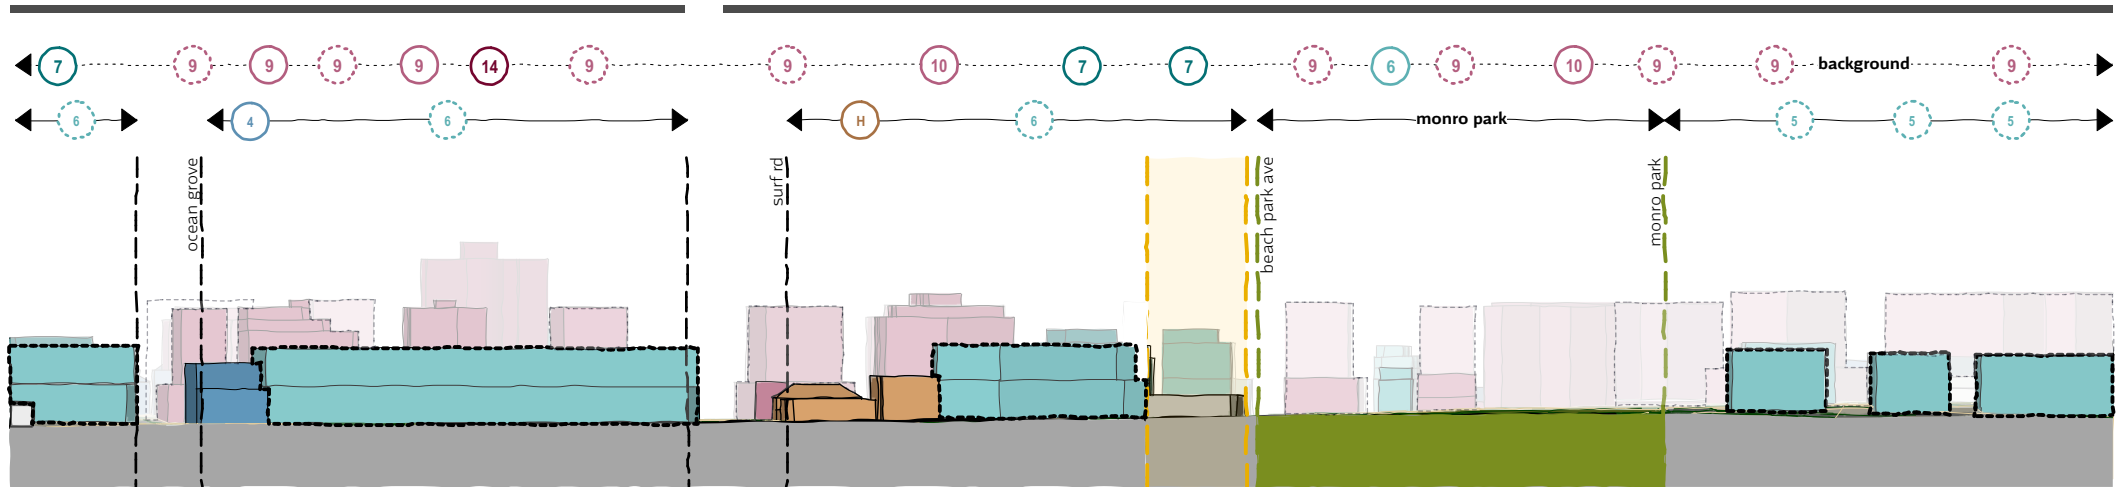 7 9 9 9 9 14 9 9 10 7 7 9 6 9 10 9 9 background 9
6 4 6 H 6 monro park 5 5 5
ocean grove
surf rd
beach park ave
monro park